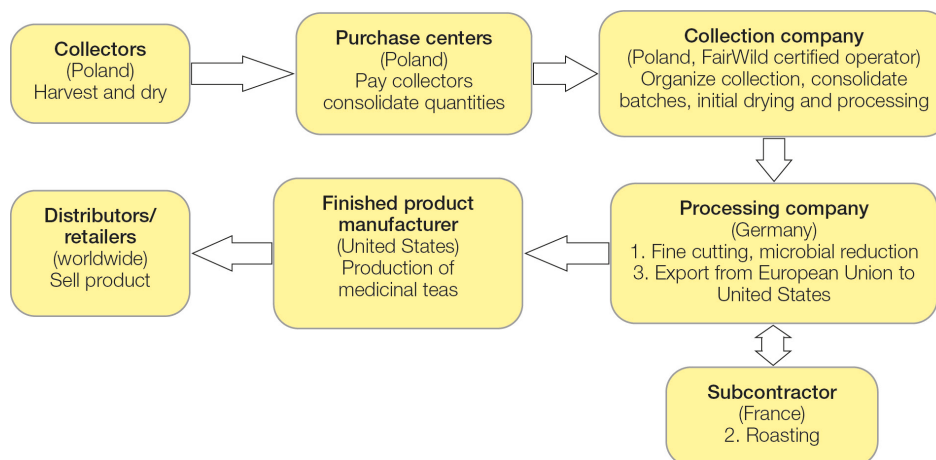 Collectors
(Poland)
Harvest and dry
Purchase centers
(Poland)
Pay collectors
consolidate quantities
Collection company
(Poland, FairWild certified operator)
Organize collection, consolidate
batches, initial drying and processing
Distributors/
retailers
(worldwide)
Sell product
Finished product
manufacturer
(United States)
Production of
medicinal teas
Processing company
(Germany)
1. Fine cutting, microbial reduction
3. Export from European Union to
United States
Subcontractor
(France)
2. Roasting